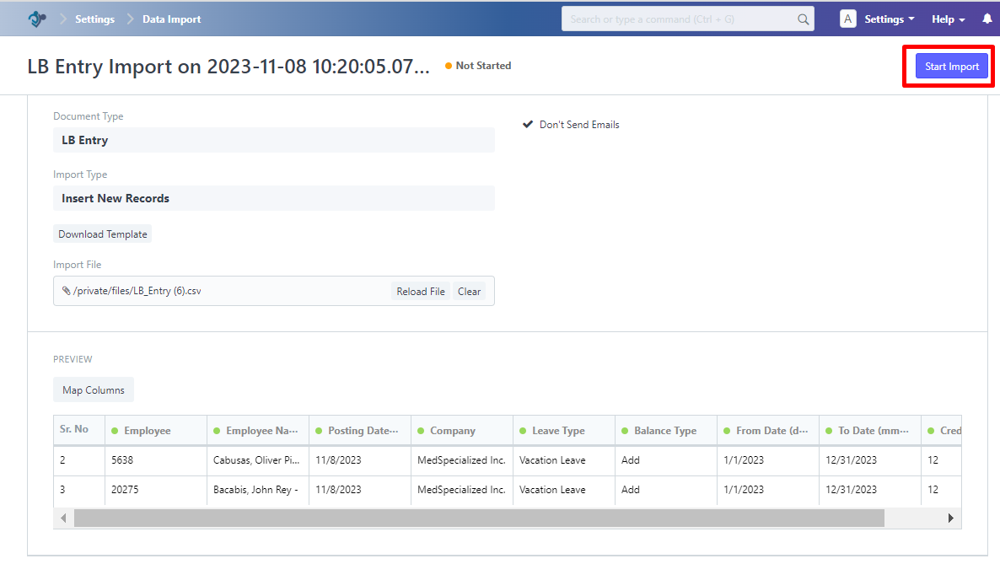 Settings Data Import Search or type a command (Ctrl + G) A Settings Help
LB Entry Import on 2023-11-08 10:20:05.07... Not Started Start Import
Document Type
Don't Send Emails
LB Entry
Import Type
Insert New Records
Download Template
Import File
/private/files/LB_Entry (6).csv Reload File Clear
PREVIEW
Map Columns
Sr. No Employee Employee Na... Posting Date... Company Leave Type Balance Type From Date (d... To Date (mm... Cred
2 5638 Cabusas, Oliver Pi... 11/8/2023 MedSpecialized Inc. Vacation Leave Add 1/1/2023 12/31/2023 12
3 20275 Bacabis, John Rey - 11/8/2023 MedSpecialized Inc. Vacation Leave Add 1/1/2023 12/31/2023 12